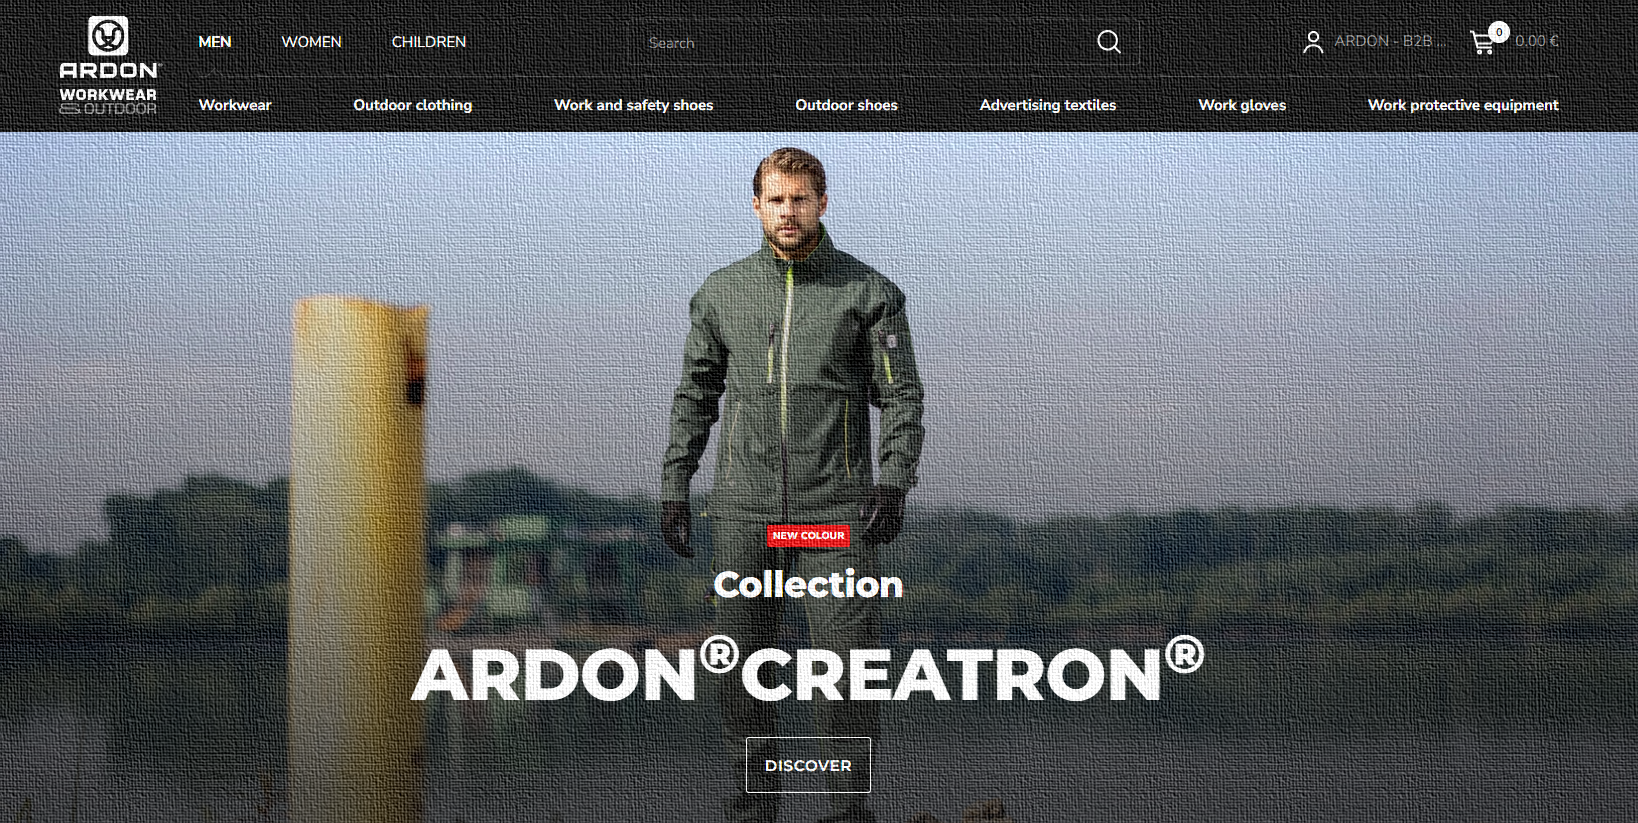 ARDON®
WORKWEAR
& OUTDOOR
MEN WOMEN CHILDREN
Search
ARDON - B2B ...
0
0.00 €
Workwear Outdoor clothing Work and safety shoes Outdoor shoes Advertising textiles Work gloves Work protective equipment
NEW COLOUR
Collection
ARDON®CREATRON®
DISCOVER